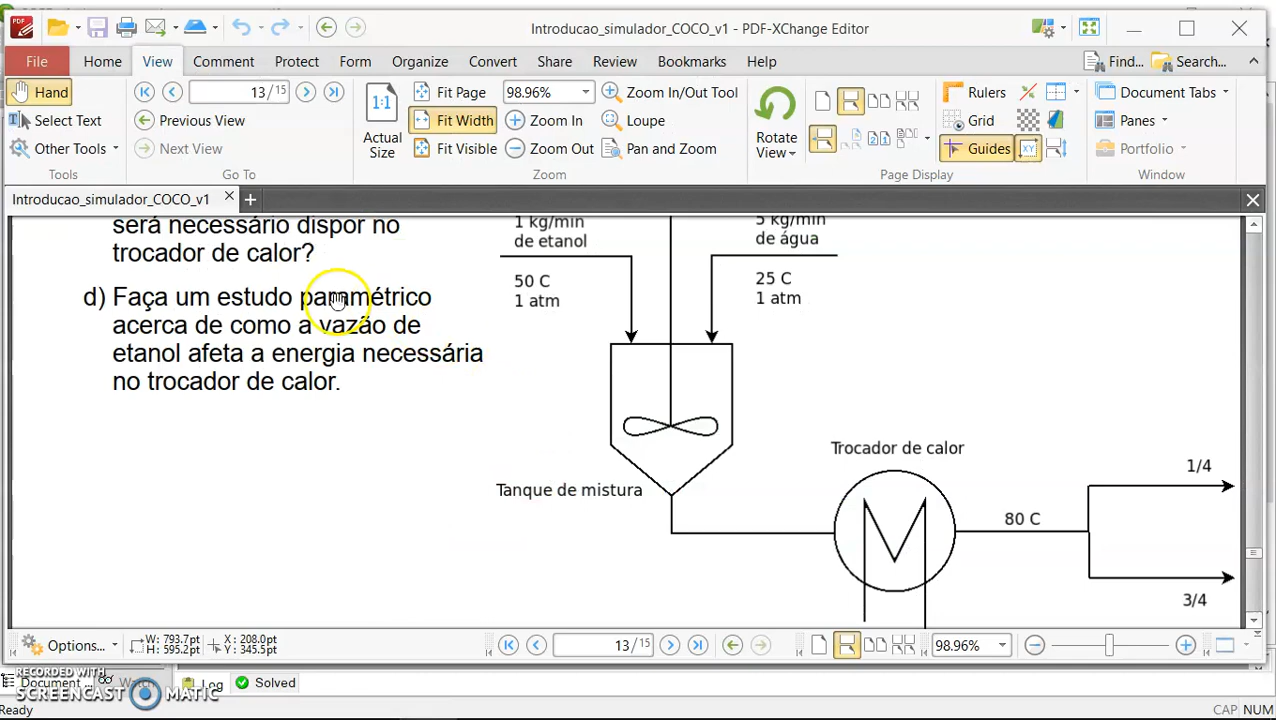 Introducao_simulador_COCO_v1 - PDF-XChange Editor
File Home View Comment Protect Form Organize Convert Share Review Bookmarks Help Find... Search...
Hand
Select Text
Other Tools
Tools
13 / 15
Previous View
Next View
Go To
1:1
Actual Size
Fit Page
Fit Width
Fit Visible
98.96%
Zoom In
Zoom Out
Zoom In/Out Tool
Loupe
Pan and Zoom
Zoom
Rotate View
Page Display
Rulers
Grid
Guides
XY
Document Tabs
Panes
Portfolio
Window
Introducao_simulador_COCO_v1
será necessário dispor no
trocador de calor?
d) Faça um estudo paramétrico
acerca de como a vazão de
etanol afeta a energia necessária
no trocador de calor.
1 kg/min
de etanol
50 C
1 atm
5 kg/min
de água
25 C
1 atm
Tanque de mistura
Trocador de calor
80 C
1/4
3/4
Options...
W: 793.7pt
H: 595.2pt
X: 208.0pt
Y: 345.5pt
13 / 15
98.96%
RECORDED WITH
SCREENCAST MATIC
Document Watch Log Solved
Ready
CAP NUM